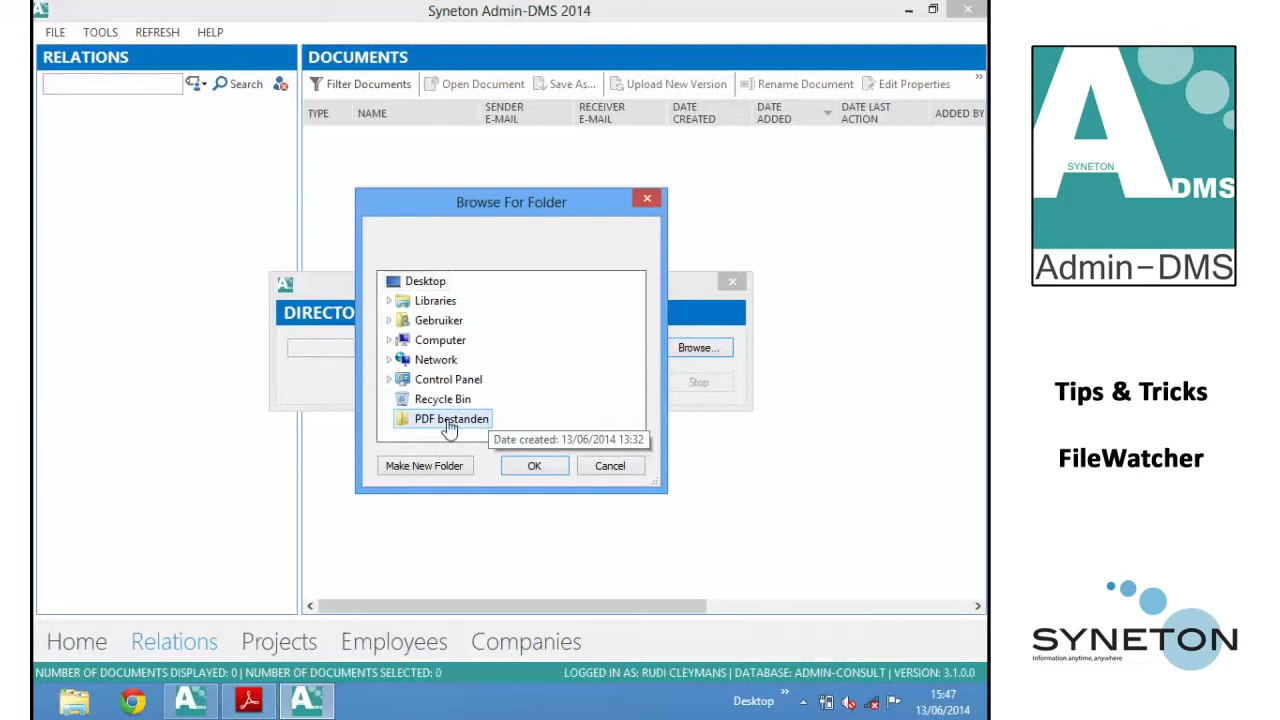 Syneton Admin-DMS 2014
FILE TOOLS REFRESH HELP
RELATIONS
Search
DOCUMENTS
Filter Documents Open Document Save As... Upload New Version Rename Document Edit Properties »
TYPE NAME SENDER E-MAIL RECEIVER E-MAIL DATE CREATED DATE ADDED DATE LAST ACTION ADDED BY
Browse For Folder
Desktop
Libraries
Gebruiker
Computer
Network
Control Panel
Recycle Bin
PDF bestanden
Date created: 13/06/2014 13:32
Make New Folder OK Cancel
DIRECTO
Browse...
Stop
Home Relations Projects Employees Companies
NUMBER OF DOCUMENTS DISPLAYED: 0 | NUMBER OF DOCUMENTS SELECTED: 0
LOGGED IN AS: RUDI CLEYMANS | DATABASE: ADMIN-CONSULT | VERSION: 3.1.0.0
Desktop »
15:47
13/06/2014
A
SYNETON
DMS
Admin-DMS
Tips & Tricks
FileWatcher
SYNETON
Information anytime, anywhere